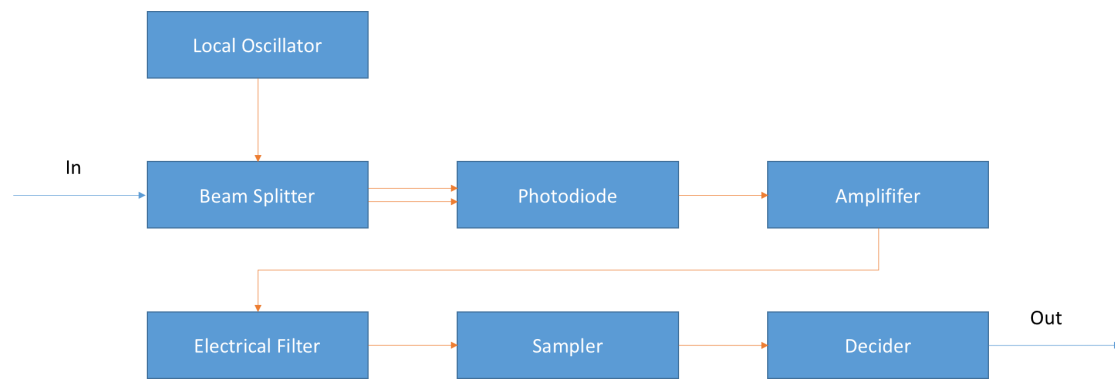 Local Oscillator
In
Beam Splitter
Photodiode
Amplififer
Electrical Filter
Sampler
Decider
Out